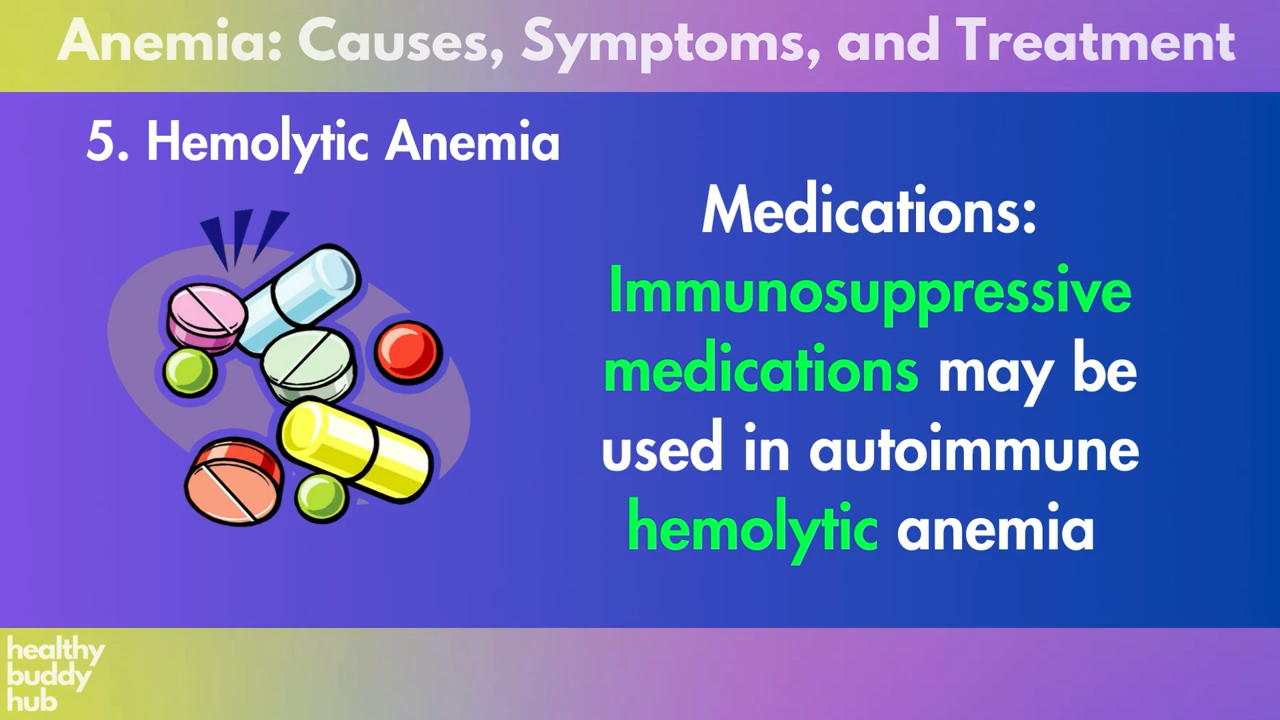 Anemia: Causes, Symptoms, and Treatment
5. Hemolytic Anemia
Medications:
Immunosuppressive
medications may be
used in autoimmune
hemolytic anemia
healthy
buddy
hub